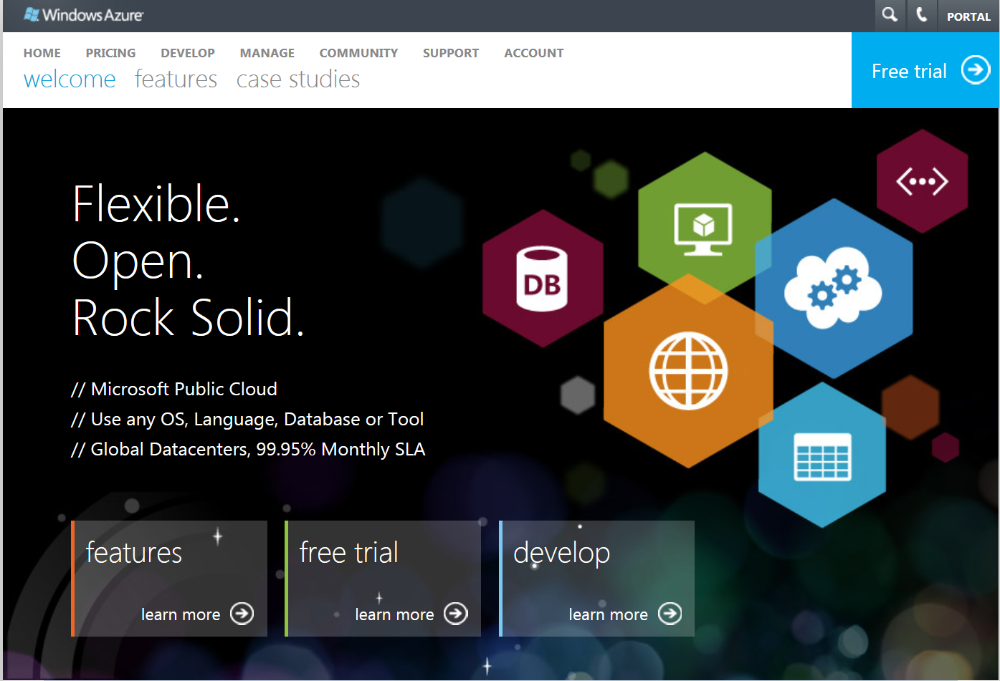 Windows Azure
PORTAL
HOME PRICING DEVELOP MANAGE COMMUNITY SUPPORT ACCOUNT
welcome features case studies
Free trial
Flexible.
Open.
Rock Solid.
// Microsoft Public Cloud
// Use any OS, Language, Database or Tool
// Global Datacenters, 99.95% Monthly SLA
DB
features
learn more
free trial
learn more
develop
learn more